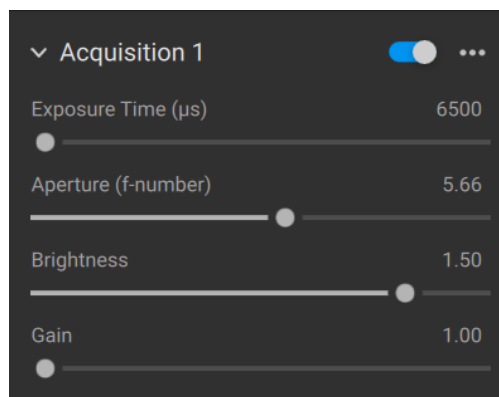 Acquisition 1
Exposure Time (µs) 6500
Aperture (f-number) 5.66
Brightness 1.50
Gain 1.00